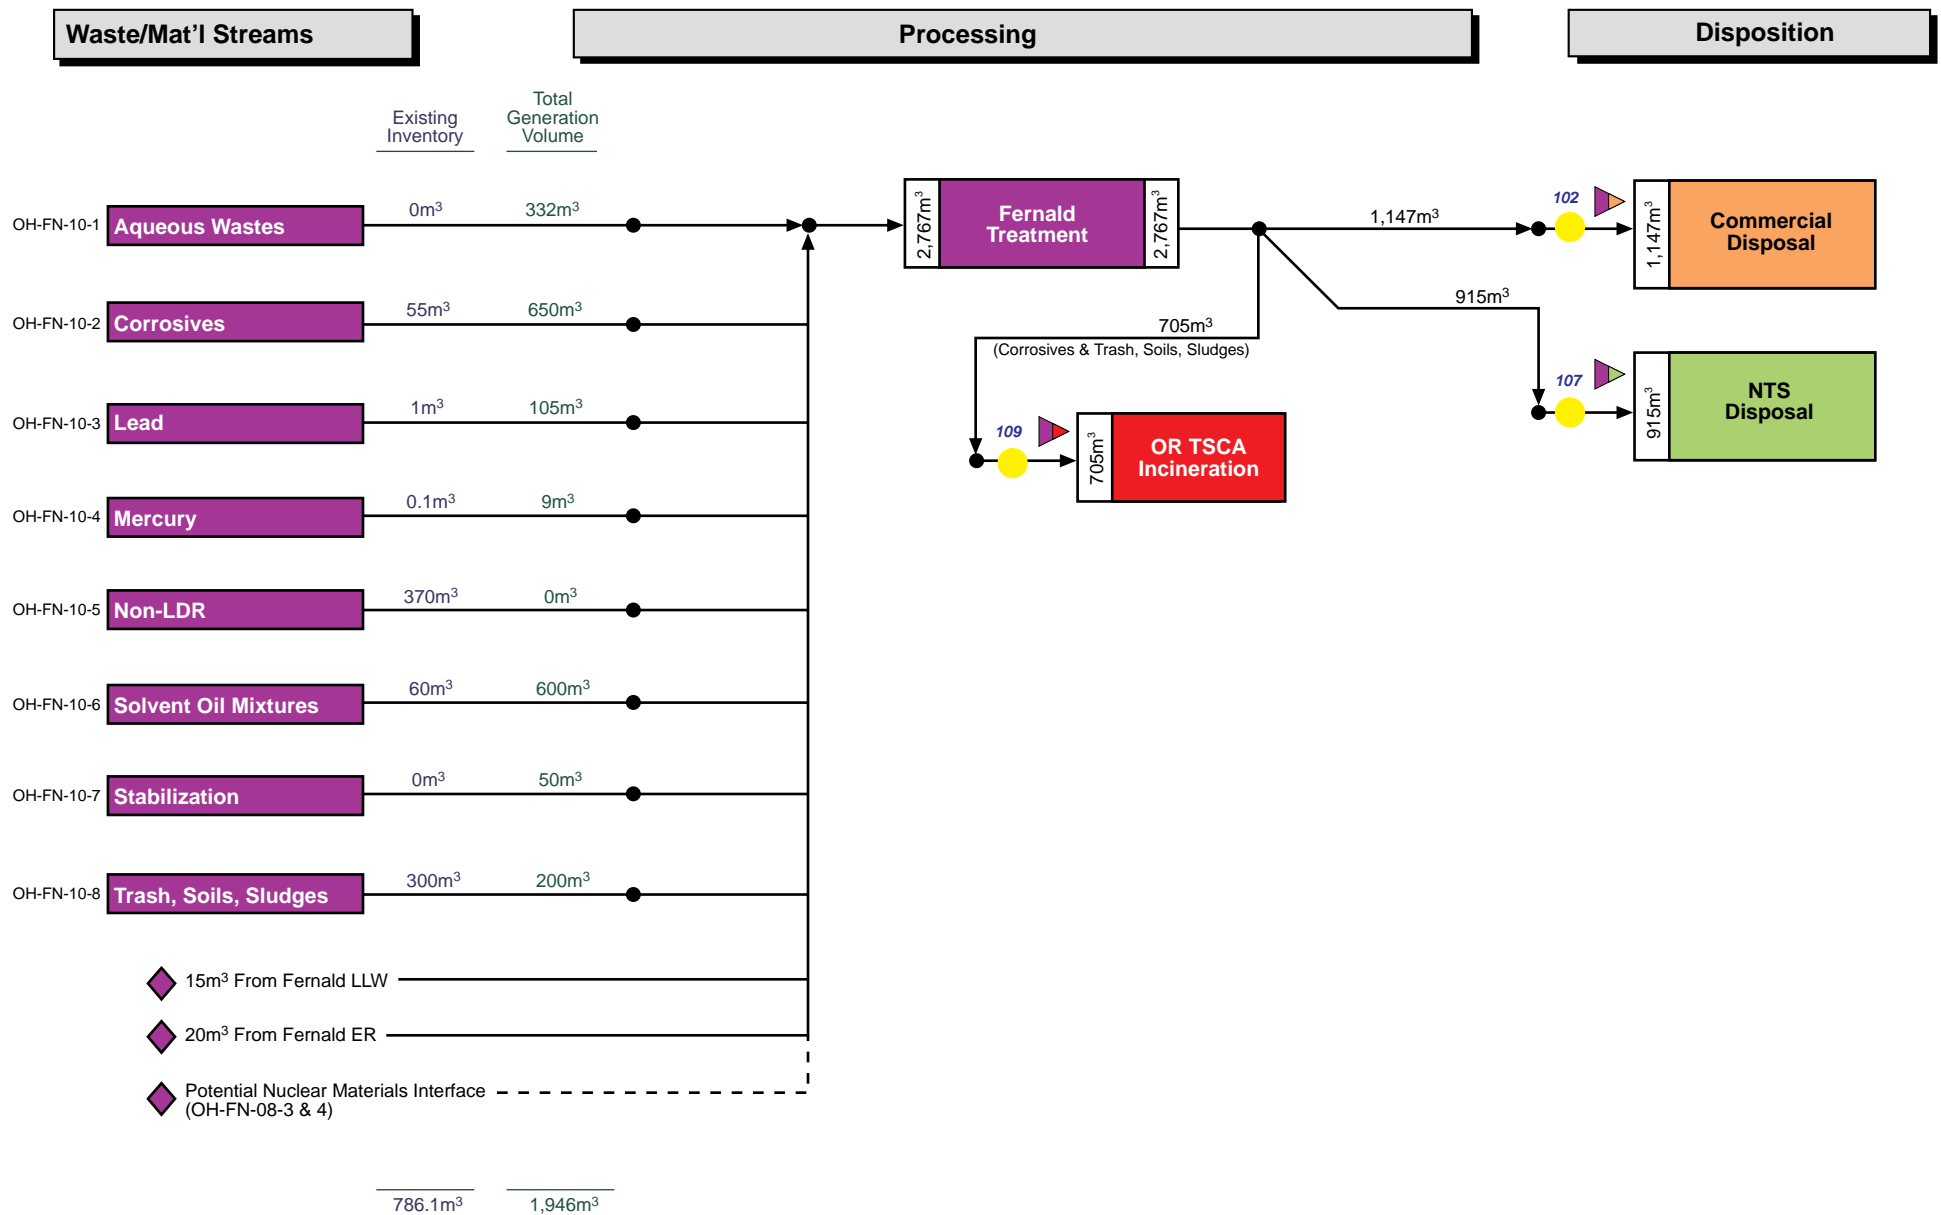 Waste/Mat'l Streams
Processing
Disposition
Existing
Inventory
Total
Generation
Volume
OH-FN-10-1
Aqueous Wastes
0m³
332m³
OH-FN-10-2
Corrosives
55m³
650m³
OH-FN-10-3
Lead
1m³
105m³
OH-FN-10-4
Mercury
0.1m³
9m³
OH-FN-10-5
Non-LDR
370m³
0m³
OH-FN-10-6
Solvent Oil Mixtures
60m³
600m³
OH-FN-10-7
Stabilization
0m³
50m³
OH-FN-10-8
Trash, Soils, Sludges
300m³
200m³
15m³ From Fernald LLW
20m³ From Fernald ER
Potential Nuclear Materials Interface
(OH-FN-08-3 & 4)
786.1m³
1,946m³
2,767m³
Fernald
Treatment
2,767m³
1,147m³
102
1,147m³
Commercial
Disposal
915m³
107
915m³
NTS
Disposal
705m³
(Corrosives & Trash, Soils, Sludges)
109
705m³
OR TSCA
Incineration